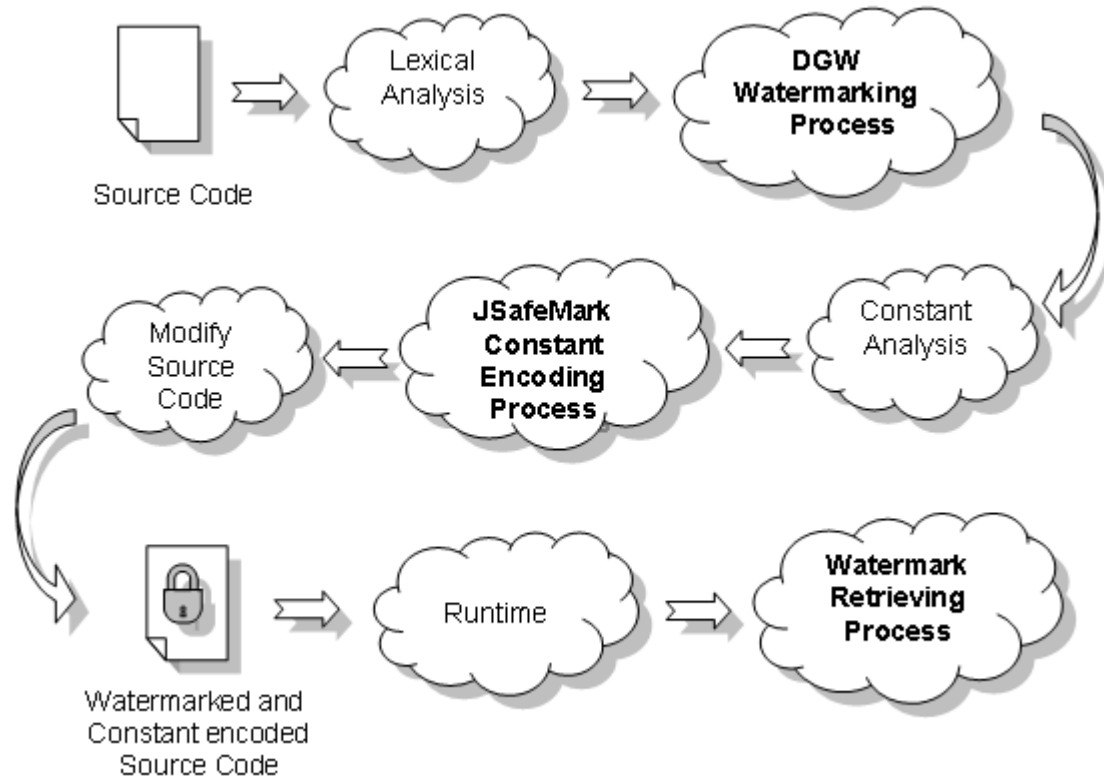 Lexical
Analysis
DGW
Watermarking
Process
Source Code
Constant
Analysis
JSafeMark
Constant
Encoding
Process
Modify
Source
Code
Watermarked and
Constant encoded
Source Code
Runtime
Watermark
Retrieving
Process